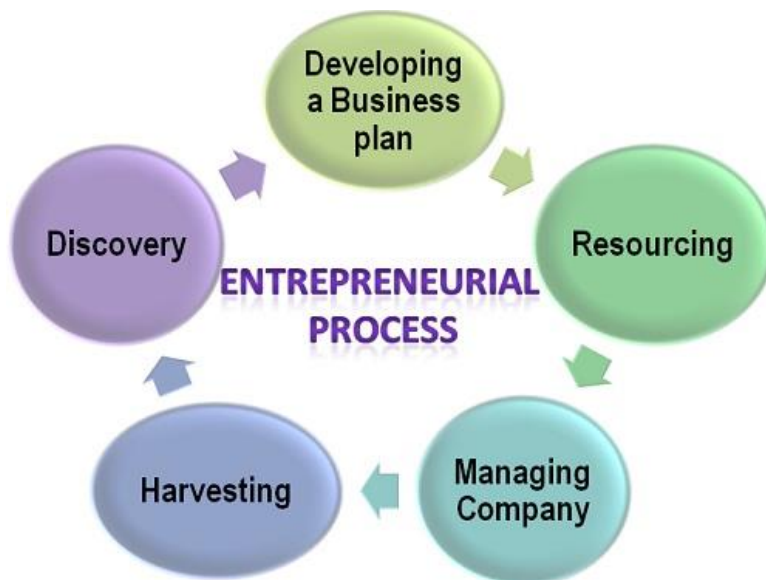 Developing
a Business
plan
Discovery
Resourcing
ENTREPRENEURIAL
PROCESS
Harvesting
Managing
Company